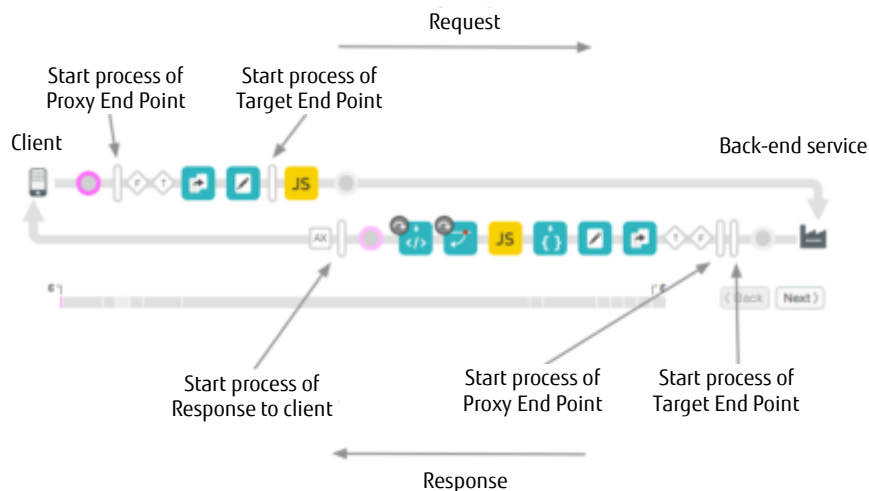 Request
Start process of
Proxy End Point
Start process of
Target End Point
Client
Back-end service
F
T
JS
AX
</>
JS
{ }
T
F
Back
Next
Start process of
Response to client
Start process of
Proxy End Point
Start process of
Target End Point
Response